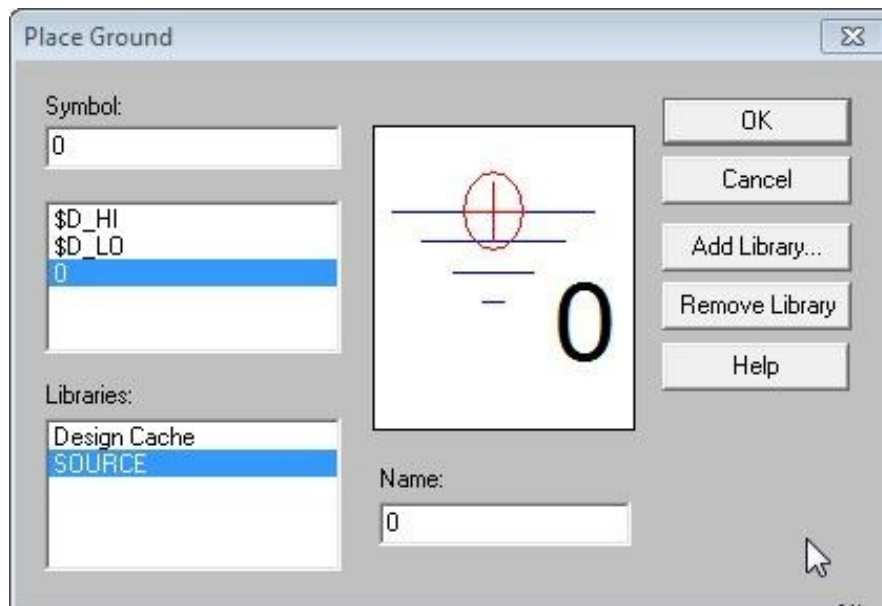 Place Ground
Symbol:
0
$D_HI
$D_LO
0
Libraries:
Design Cache
SOURCE
0
Name:
0
OK
Cancel
Add Library...
Remove Library
Help